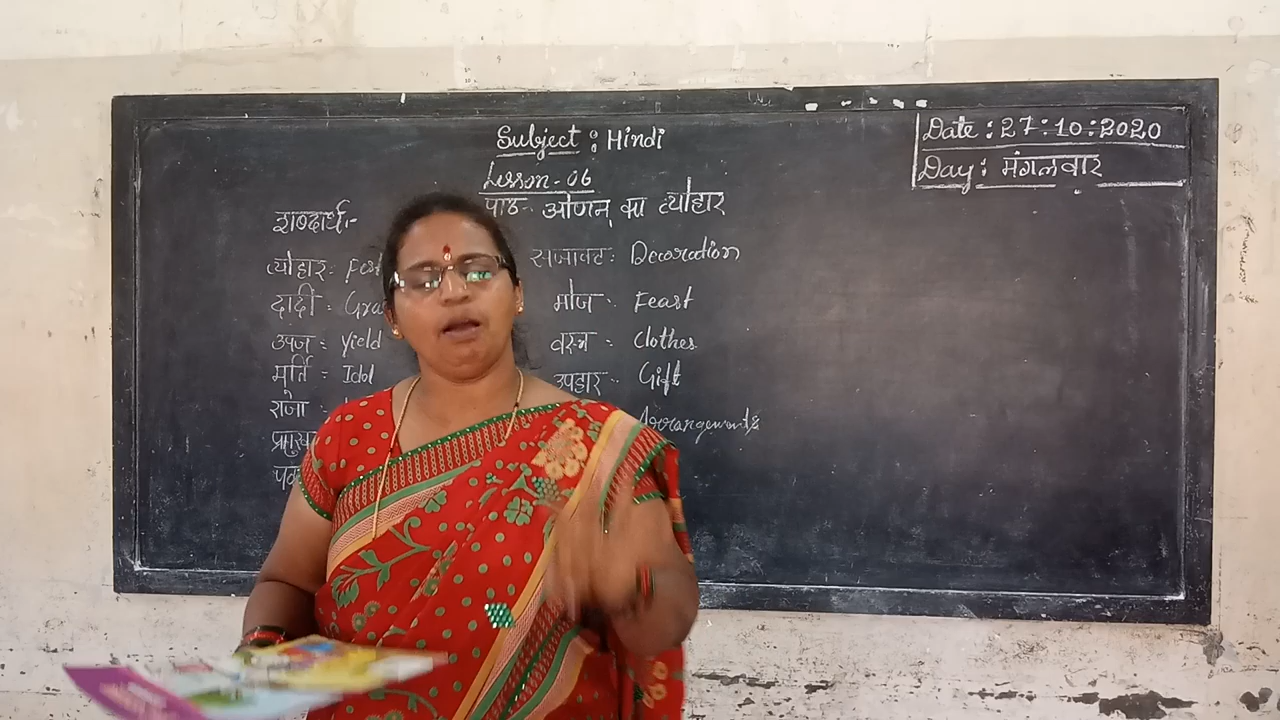 Subject : Hindi
Date : 27:10:2020
Day : मंगलवार
Lesson - 06
पाठ :- ओणम् का त्योहार
शब्दार्थ:-
त्योहार :
दादी :
उपज : Yield
मूर्ति = Idol
राजा :
सजावट : Decoration
भोज : Feast
वस्त्र : Clothes
उपहार :- Gift
Arrangements